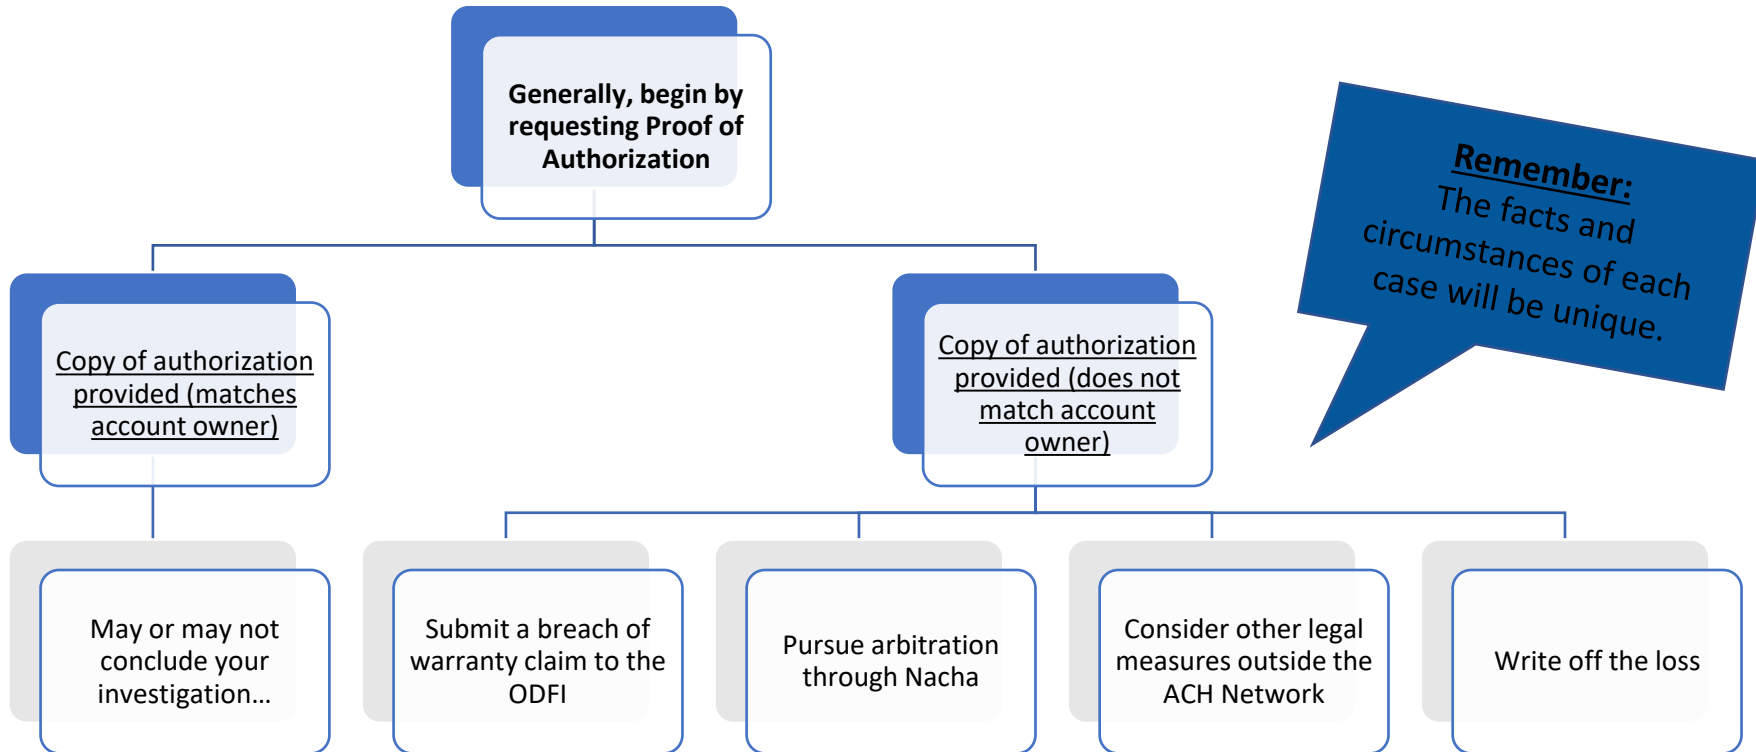 Generally, begin by
requesting Proof of
Authorization
Remember:
The facts and
circumstances of each
case will be unique.
Copy of authorization
provided (matches
account owner)
Copy of authorization
provided (does not
match account
owner)
May or may not
conclude your
investigation…
Submit a breach of
warranty claim to the
ODFI
Pursue arbitration
through Nacha
Consider other legal
measures outside the
ACH Network
Write off the loss